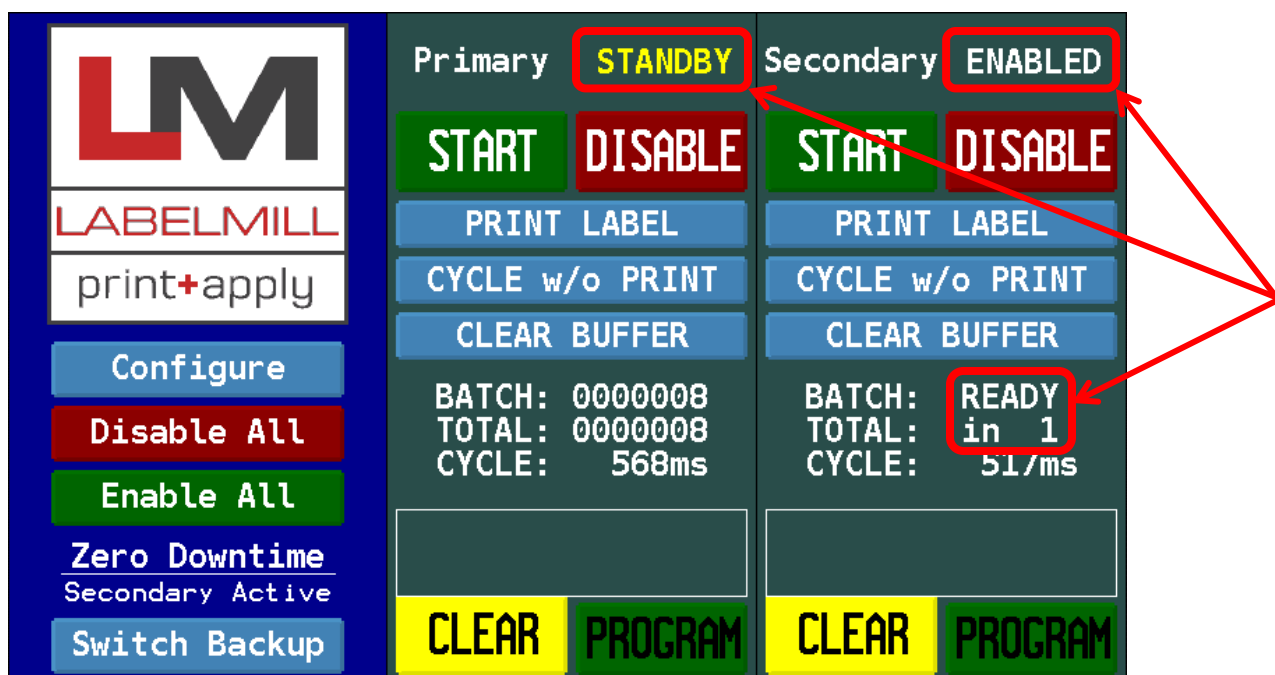 LM
LABELMILL
print+apply
Configure
Disable All
Enable All
Zero Downtime
Secondary Active
Switch Backup
Primary STANDBY
START DISABLE
PRINT LABEL
CYCLE w/o PRINT
CLEAR BUFFER
BATCH: 0000008
TOTAL: 0000008
CYCLE: 568ms
CLEAR PROGRAM
Secondary ENABLED
START DISABLE
PRINT LABEL
CYCLE w/o PRINT
CLEAR BUFFER
BATCH: READY
TOTAL: in 1
CYCLE: 517ms
CLEAR PROGRAM